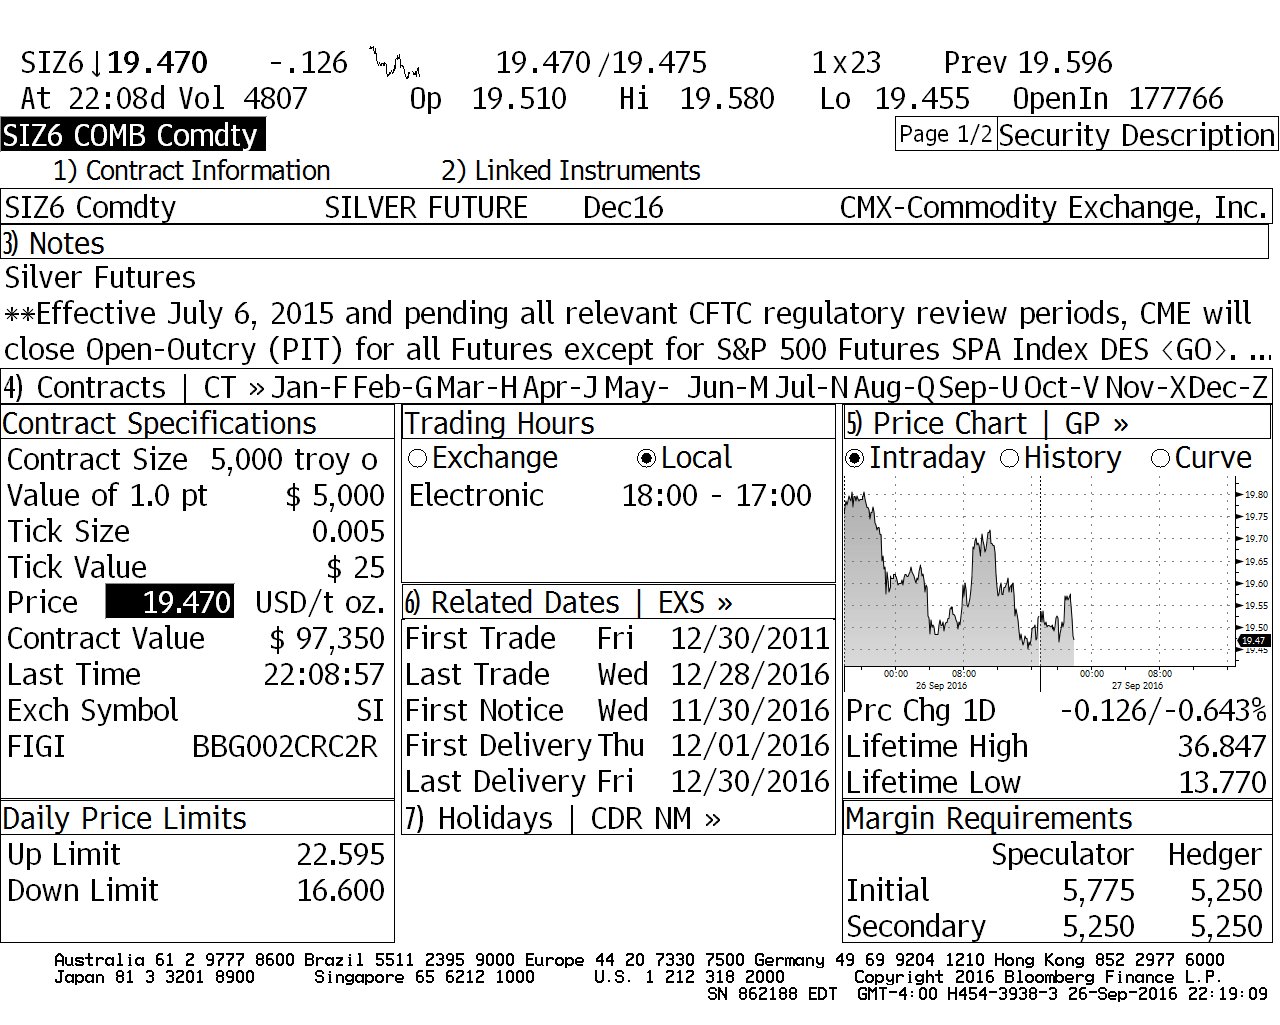 SIZ6 ↓19.470 -.126 19.470 /19.475 1 x23 Prev 19.596
At 22:08d Vol 4807 Op 19.510 Hi 19.580 Lo 19.455 OpenIn 177766
SIZ6 COMB Comdty Page 1/2 Security Description
1) Contract Information 2) Linked Instruments
SIZ6 Comdty SILVER FUTURE Dec16 CMX-Commodity Exchange, Inc.
3) Notes
Silver Futures
**Effective July 6, 2015 and pending all relevant CFTC regulatory review periods, CME will
close Open-Outcry (PIT) for all Futures except for S&P 500 Futures SPA Index DES <GO>. ...
4) Contracts | CT » Jan-F Feb-G Mar-H Apr-J May- Jun-M Jul-N Aug-Q Sep-U Oct-V Nov-X Dec-Z
Contract Specifications
Contract Size 5,000 troy o
Value of 1.0 pt $ 5,000
Tick Size 0.005
Tick Value $ 25
Price 19.470 USD/t oz.
Contract Value $ 97,350
Last Time 22:08:57
Exch Symbol SI
FIGI BBG002CRC2R
Daily Price Limits
Up Limit 22.595
Down Limit 16.600
Trading Hours
Exchange Local
Electronic 18:00 - 17:00
6) Related Dates | EXS »
First Trade Fri 12/30/2011
Last Trade Wed 12/28/2016
First Notice Wed 11/30/2016
First Delivery Thu 12/01/2016
Last Delivery Fri 12/30/2016
7) Holidays | CDR NM »
5) Price Chart | GP »
Intraday History Curve
19.80
19.75
19.70
19.65
19.60
19.55
19.50
19.47
19.45
00:00 08:00 00:00 08:00
26 Sep 2016 27 Sep 2016
Prc Chg 1D -0.126/-0.643%
Lifetime High 36.847
Lifetime Low 13.770
Margin Requirements
Speculator Hedger
Initial 5,775 5,250
Secondary 5,250 5,250
Australia 61 2 9777 8600 Brazil 5511 2395 9000 Europe 44 20 7330 7500 Germany 49 69 9204 1210 Hong Kong 852 2977 6000
Japan 81 3 3201 8900 Singapore 65 6212 1000 U.S. 1 212 318 2000 Copyright 2016 Bloomberg Finance L.P.
SN 862188 EDT GMT-4:00 H454-3938-3 26-Sep-2016 22:19:09